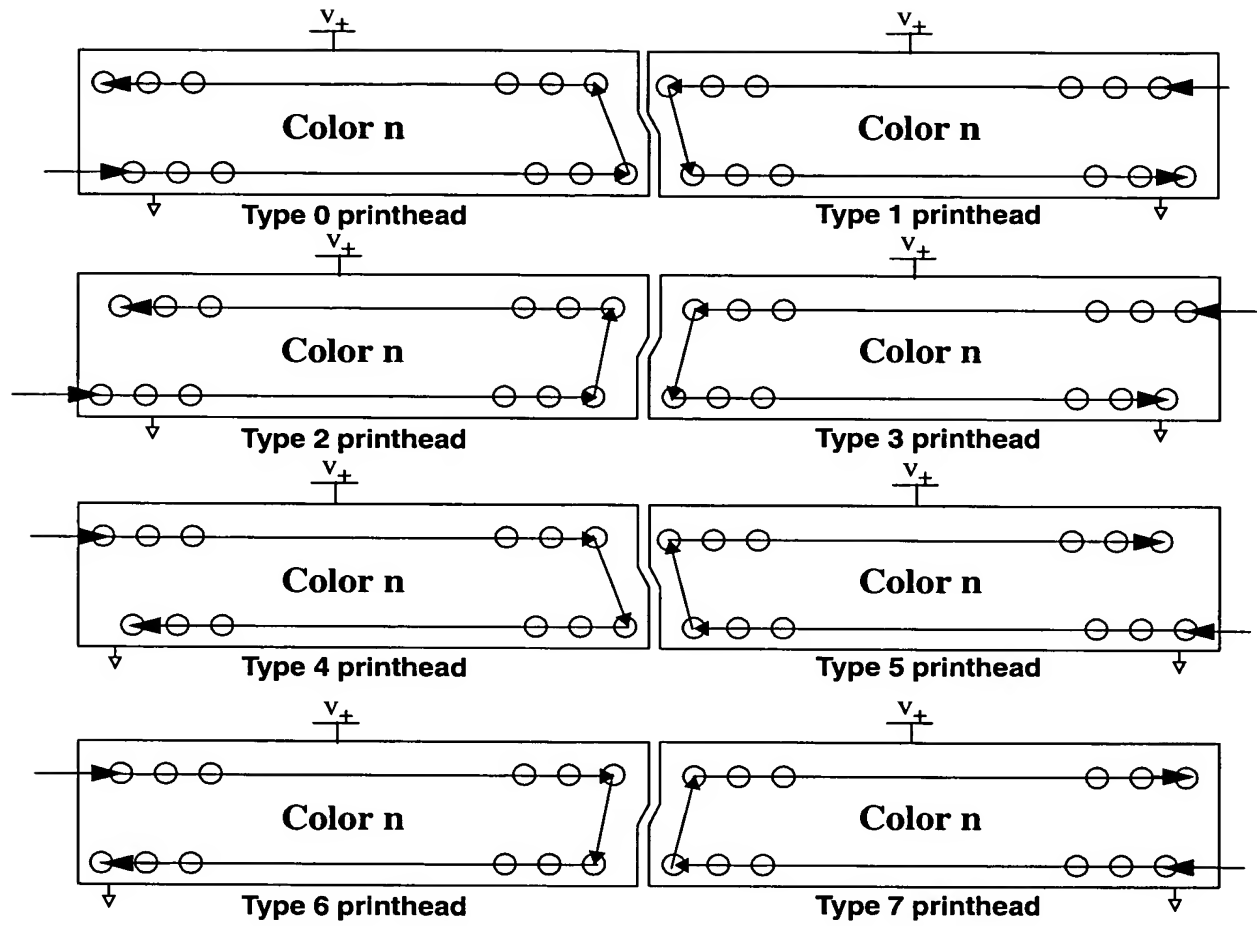 V+ V+
Color n Color n
Type 0 printhead Type 1 printhead
V+ V+
Color n Color n
Type 2 printhead Type 3 printhead
V+ V+
Color n Color n
Type 4 printhead Type 5 printhead
V+ V+
Color n Color n
Type 6 printhead Type 7 printhead